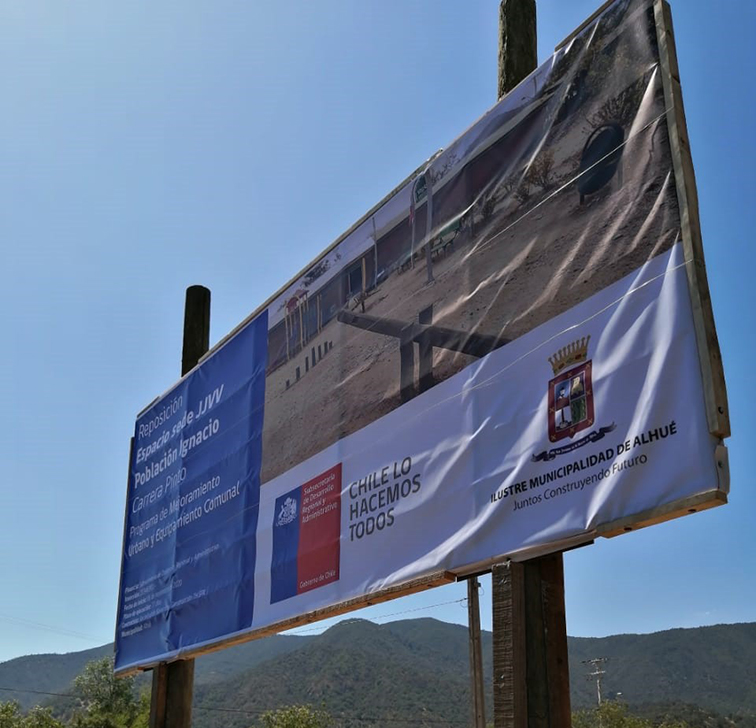 Reposición
Espacio sede JJVV
Población Ignacio
Carrera Pinto
Programa de Mejoramiento
Urbano y Equipamiento Comunal
Subsecretaría
de Desarrollo
Regional y
Administrativo
Gobierno de Chile
CHILE LO
HACEMOS
TODOS
ILUSTRE MUNICIPALIDAD DE ALHUÉ
Juntos Construyendo Futuro